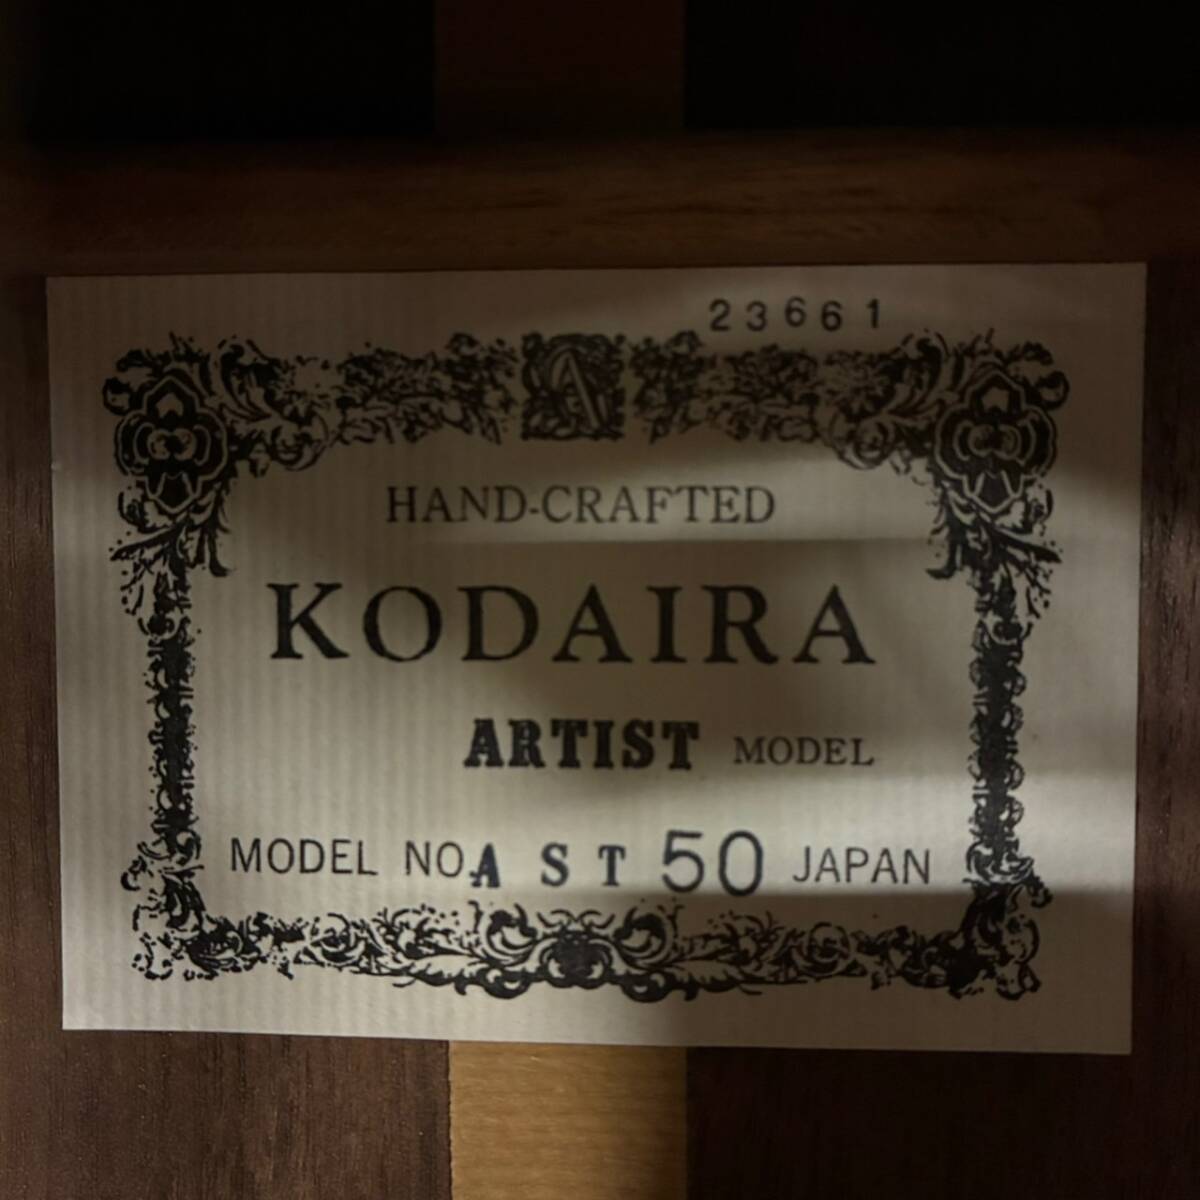 23661
A
HAND-CRAFTED
KODAIRA
ARTIST MODEL
MODEL NO. A S T 50 JAPAN